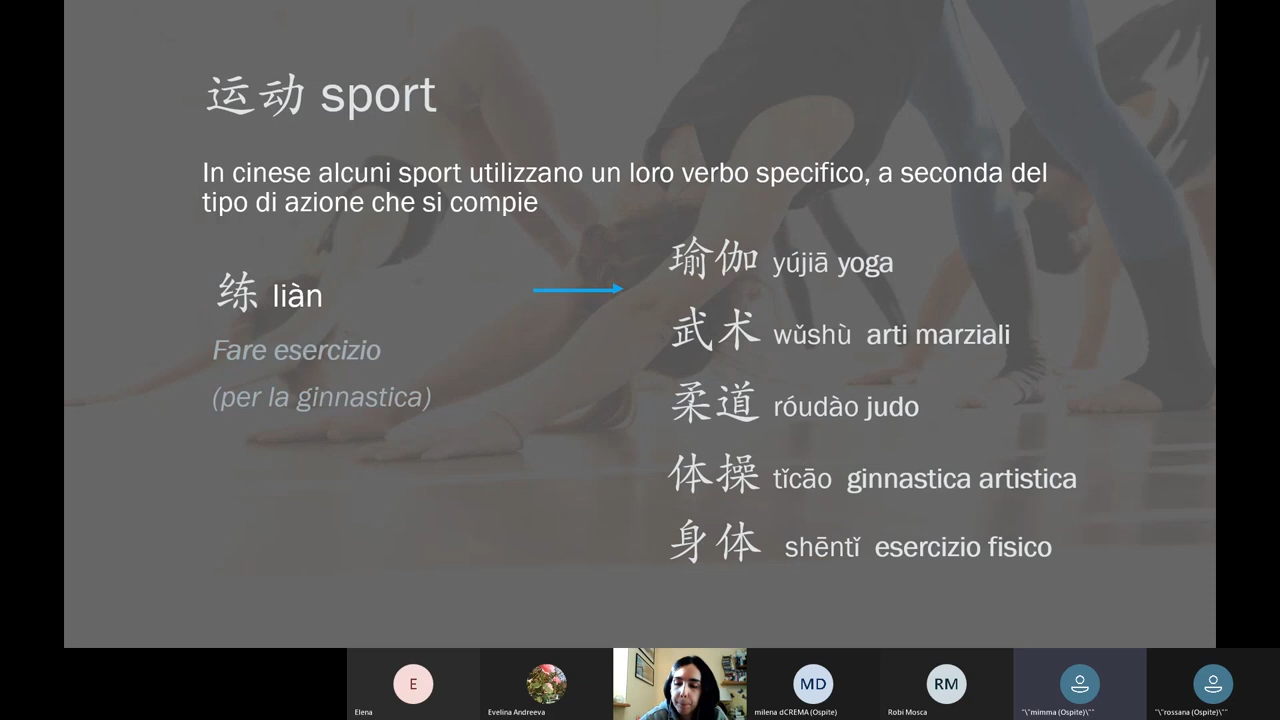 运动 sport
In cinese alcuni sport utilizzano un loro verbo specifico, a seconda del
tipo di azione che si compie
练 liàn
Fare esercizio
(per la ginnastica)
瑜伽 yújiā yoga
武术 wǔshù arti marziali
柔道 róudào judo
体操 tǐcāo ginnastica artistica
身体 shēntǐ esercizio fisico
E
MD
RM
Elena
Evelina Andreeva
milena dCREMA (Ospite)
Robi Mosca
"\"mimma (Ospite)\""
"\"rossana (Ospite)\""